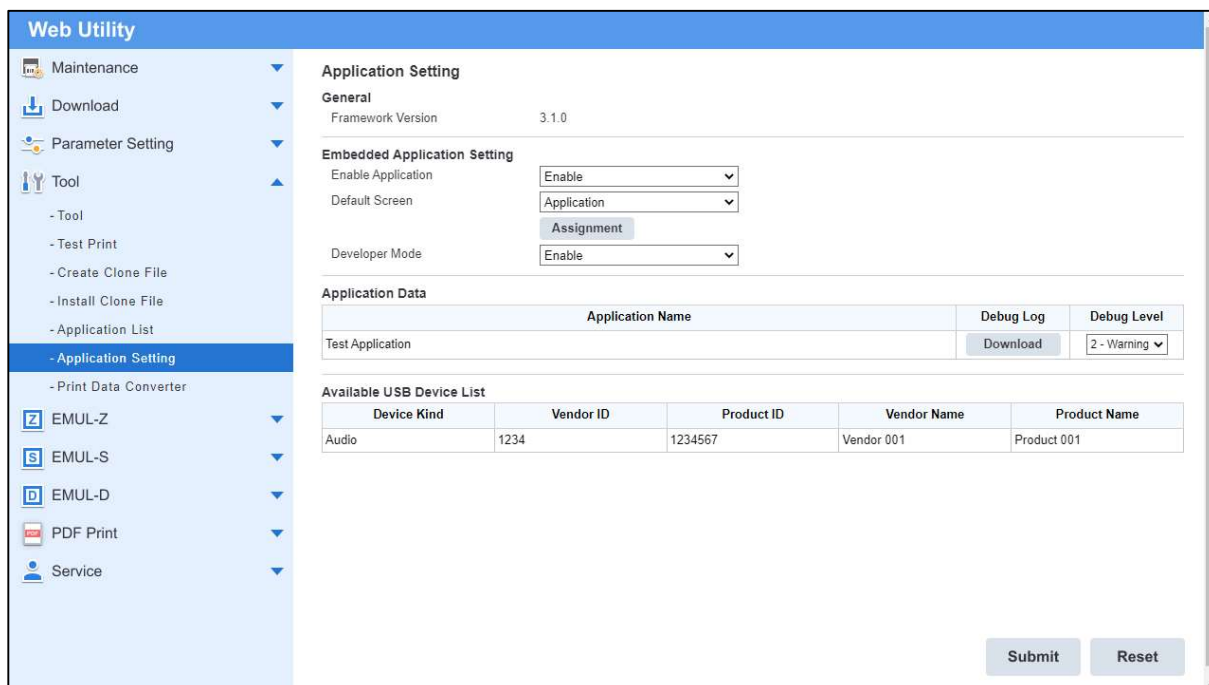 Web Utility
Maintenance
Download
Parameter Setting
Tool
- Tool
- Test Print
- Create Clone File
- Install Clone File
- Application List
- Application Setting
- Print Data Converter
EMUL-Z
EMUL-S
EMUL-D
PDF Print
Service
Application Setting
General
Framework Version 3.1.0
Embedded Application Setting
Enable Application Enable
Default Screen Application
Assignment
Developer Mode Enable
Application Data
Application Name Debug Log Debug Level
Test Application Download 2 - Warning
Available USB Device List
Device Kind Vendor ID Product ID Vendor Name Product Name
Audio 1234 1234567 Vendor 001 Product 001
Submit Reset